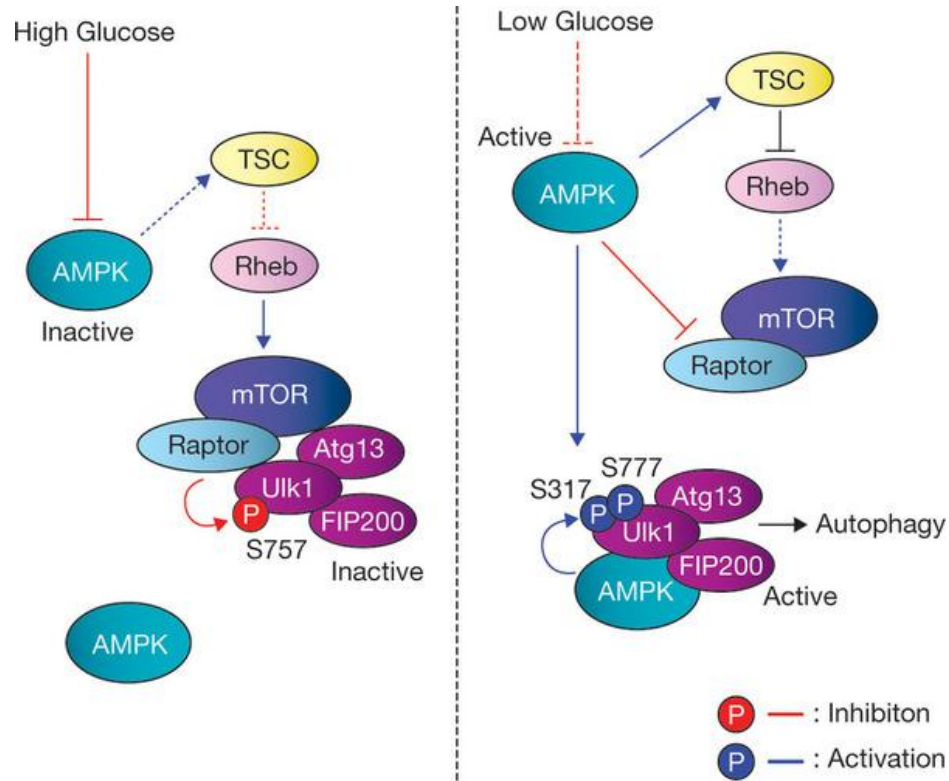 High Glucose
TSC
AMPK
Rheb
Inactive
mTOR
Raptor
Atg13
Ulk1
P
FIP200
S757
Inactive
AMPK
Low Glucose
TSC
Active
AMPK
Rheb
mTOR
Raptor
S777
S317
P
P
Atg13
Ulk1
Autophagy
FIP200
AMPK
Active
P : Inhibiton
P : Activation